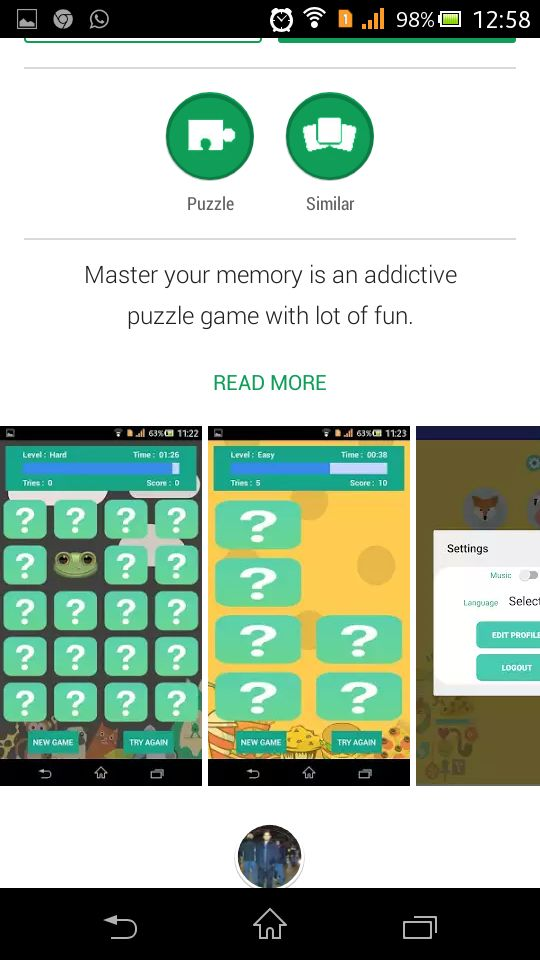 98% 12:58
Puzzle Similar
Master your memory is an addictive
puzzle game with lot of fun.
READ MORE
63% 11:22
Level : Hard Time : 01:26
Tries : 0 Score : 0
? ? ? ?
? ? ?
? ? ? ?
? ? ? ?
? ? ? ?
NEW GAME TRY AGAIN
63% 11:23
Level : Easy Time : 00:38
Tries : 5 Score : 10
?
?
? ?
? ?
NEW GAME TRY AGAIN
Settings
Music
Language Select
EDIT PROFILE
LOGOUT